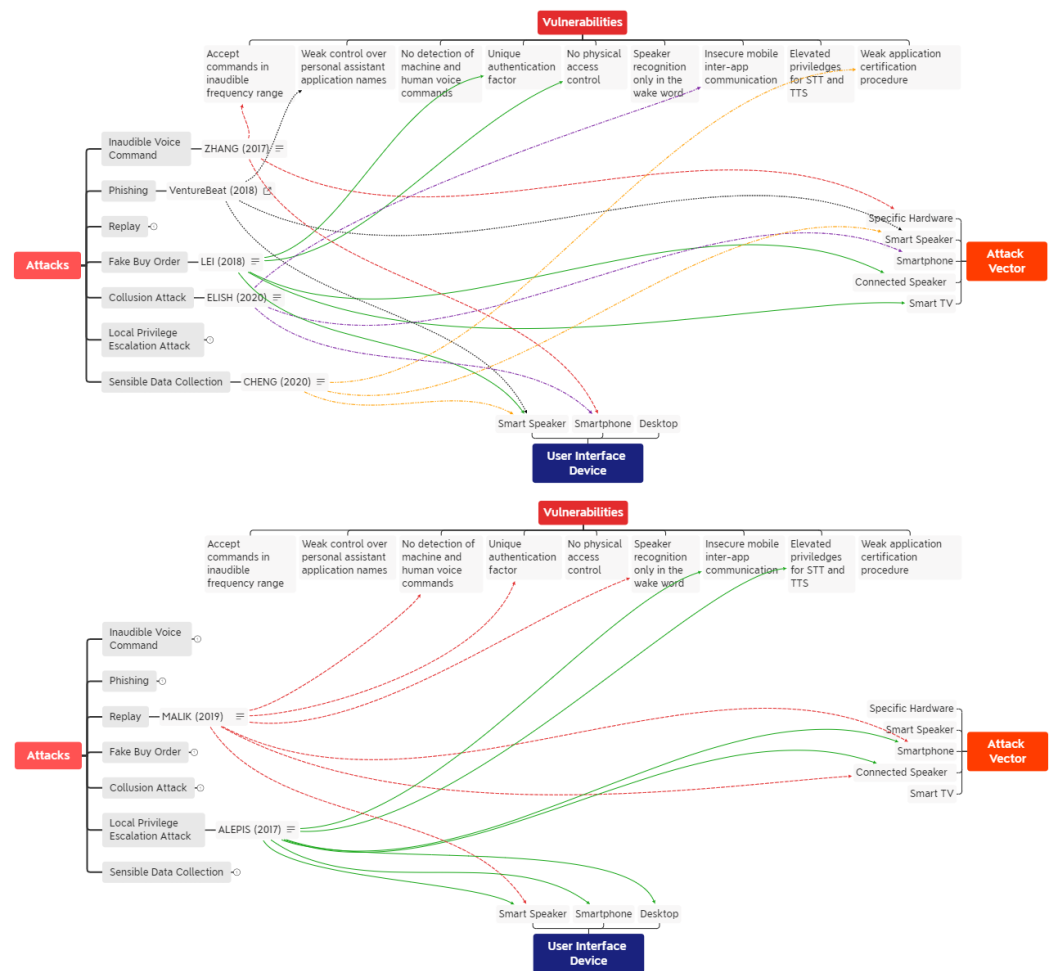 Vulnerabilities
Accept
commands in
inaudible
frequency range
Weak control over
personal assistant
application names
No detection of
machine and
human voice
commands
Unique
authentication
factor
No physical
access
control
Speaker
recognition
only in the
wake word
Insecure mobile
inter-app
communication
Elevated
priviledges
for STT and
TTS
Weak application
certification
procedure
Attacks
Inaudible Voice
Command
ZHANG (2017)
Phishing
VentureBeat (2018)
Replay
Fake Buy Order
LEI (2018)
Collusion Attack
ELISH (2020)
Local Privilege
Escalation Attack
Sensible Data Collection
CHENG (2020)
Specific Hardware
Smart Speaker
Smartphone
Connected Speaker
Smart TV
Attack
Vector
Smart Speaker
Smartphone
Desktop
User Interface
Device
Vulnerabilities
Accept
commands in
inaudible
frequency range
Weak control over
personal assistant
application names
No detection of
machine and
human voice
commands
Unique
authentication
factor
No physical
access
control
Speaker
recognition
only in the
wake word
Insecure mobile
inter-app
communication
Elevated
priviledges
for STT and
TTS
Weak application
certification
procedure
Attacks
Inaudible Voice
Command
Phishing
Replay
MALIK (2019)
Fake Buy Order
Collusion Attack
Local Privilege
Escalation Attack
ALEPIS (2017)
Sensible Data Collection
Specific Hardware
Smart Speaker
Smartphone
Connected Speaker
Smart TV
Attack
Vector
Smart Speaker
Smartphone
Desktop
User Interface
Device